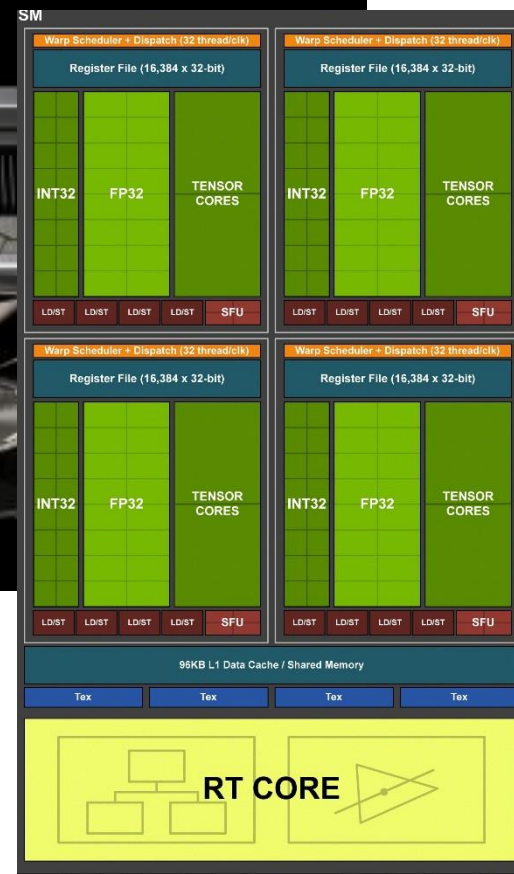 SM
Warp Scheduler + Dispatch (32 thread/clk)
Register File (16,384 x 32-bit)
INT32
FP32
TENSOR
CORES
LD/ST LD/ST LD/ST LD/ST SFU
Warp Scheduler + Dispatch (32 thread/clk)
Register File (16,384 x 32-bit)
INT32
FP32
TENSOR
CORES
LD/ST LD/ST LD/ST LD/ST SFU
Warp Scheduler + Dispatch (32 thread/clk)
Register File (16,384 x 32-bit)
INT32
FP32
TENSOR
CORES
LD/ST LD/ST LD/ST LD/ST SFU
Warp Scheduler + Dispatch (32 thread/clk)
Register File (16,384 x 32-bit)
INT32
FP32
TENSOR
CORES
LD/ST LD/ST LD/ST LD/ST SFU
96KB L1 Data Cache / Shared Memory
Tex Tex Tex Tex
RT CORE